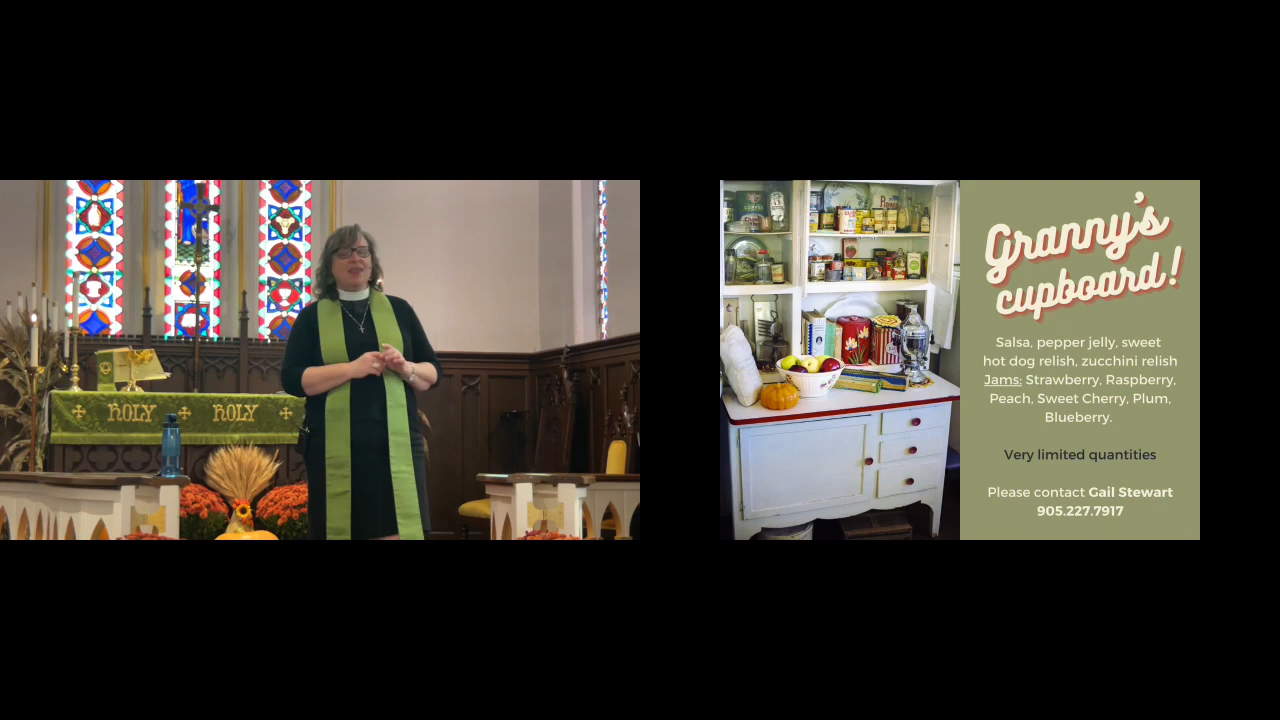 HOLY HOLY
Granny's
cupboard!
Salsa, pepper jelly, sweet
hot dog relish, zucchini relish
Jams: Strawberry, Raspberry,
Peach, Sweet Cherry, Plum,
Blueberry.
Very limited quantities
Please contact Gail Stewart
905.227.7917